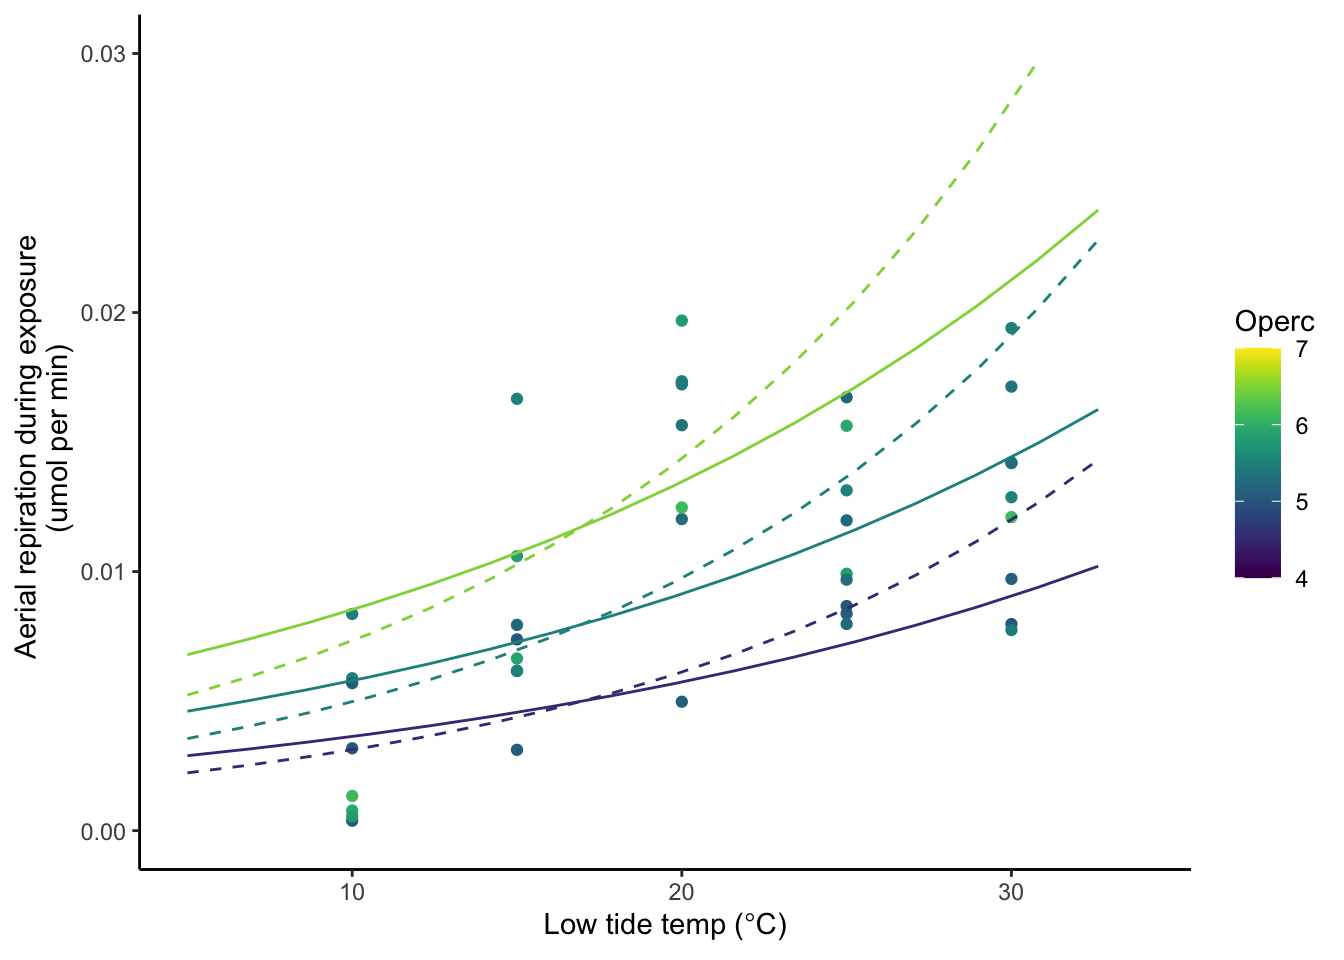 0.03
0.02
0.01
0.00
Aerial repiration during exposure
(umol per min)
10
20
30
Low tide temp (°C)
Operc
7
6
5
4